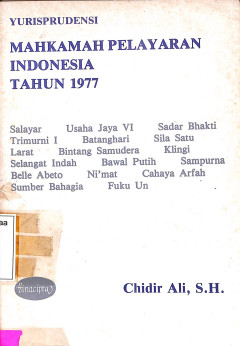 YURISPRUDENSI
MAHKAMAH PELAYARAN
INDONESIA
TAHUN 1977
Salayar Usaha Jaya VI Sadar Bhakti
Trimurni I Batanghari Sila Satu
Larat Bintang Samudera Klingi
Selangat Indah Bawal Putih Sampurna
Belle Abeto Ni'mat Cahaya Arfah
Sumber Bahagia Fuku Un
binacipta
Chidir Ali, S.H.